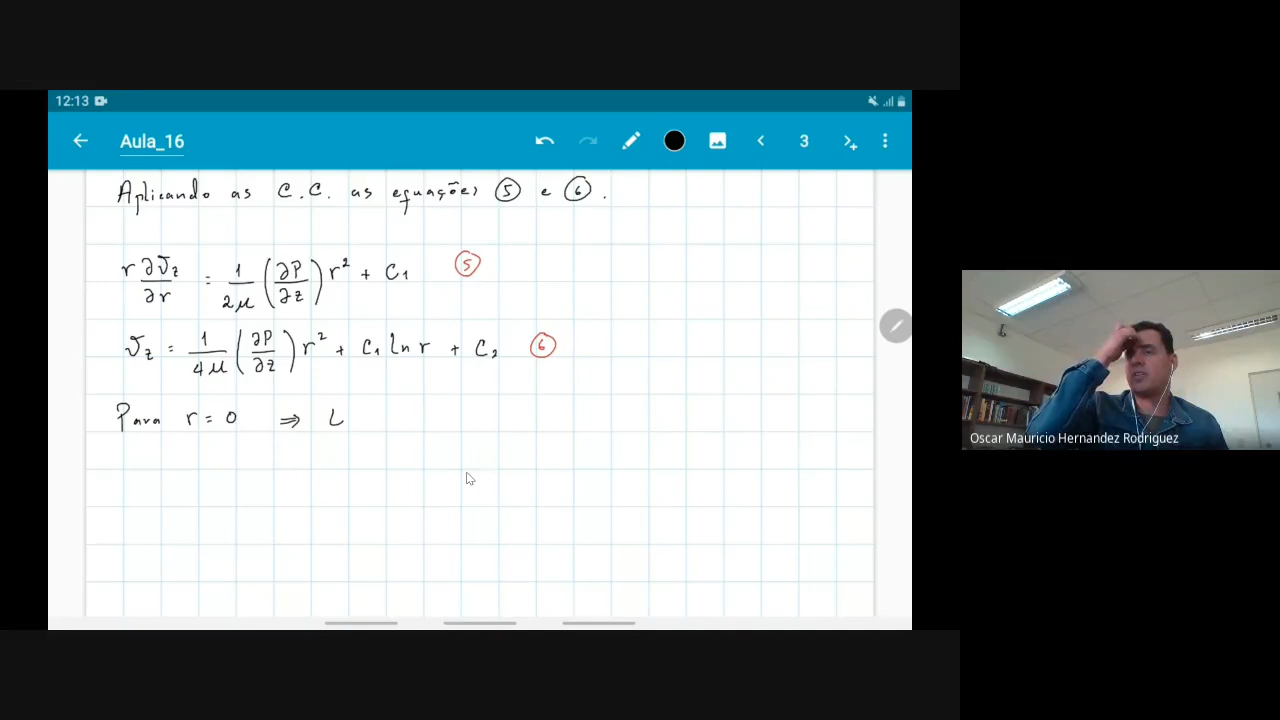 12:13
Aula_16
3
Aplicando as C.C. as equações ⑤ e ⑥.
r ∂V_z/∂r = 1/2μ (∂P/∂z) r² + C₁ ⑤
V_z = 1/4μ (∂P/∂z) r² + C₁ ln r + C₂ ⑥
Para r = 0 ⇒ L
Oscar Mauricio Hernandez Rodriguez